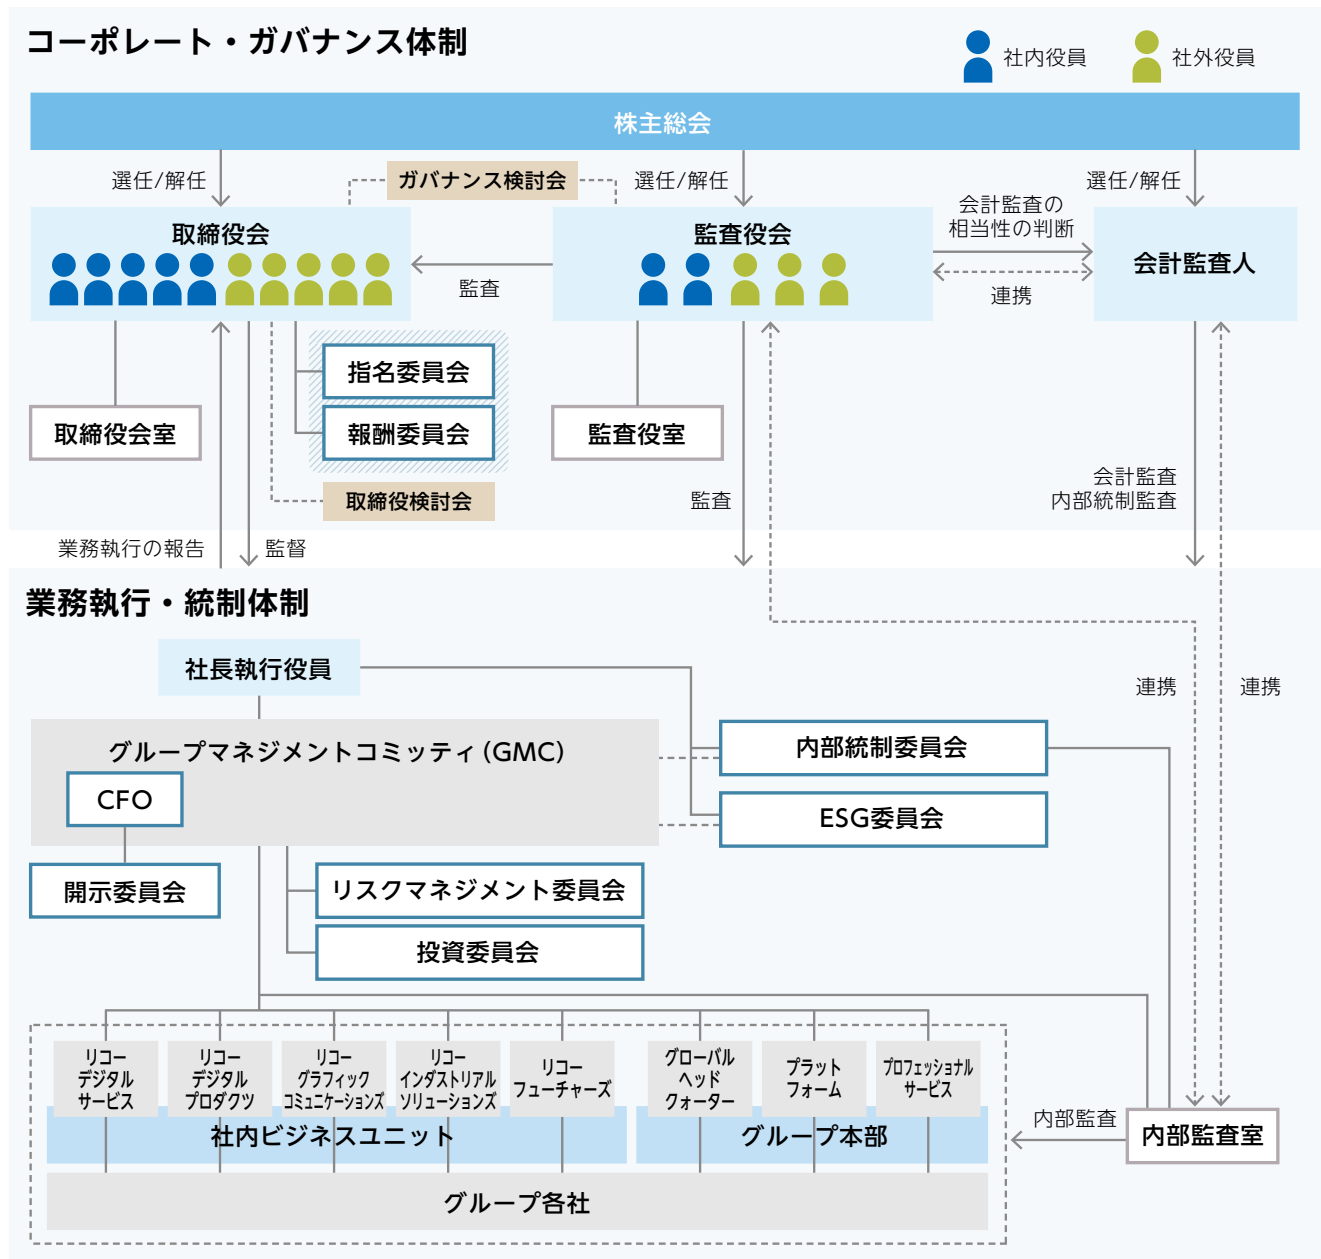 コーポレート・ガバナンス体制
社内役員
社外役員
株主総会
選任/解任
ガバナンス検討会
選任/解任
選任/解任
取締役会
監査役会
会計監査の
相当性の判断
会計監査人
監査
連携
指名委員会
報酬委員会
取締役会室
監査役室
取締役検討会
監査
会計監査
内部統制監査
業務執行の報告
監督
業務執行・統制体制
社長執行役員
連携
連携
グループマネジメントコミッティ(GMC)
内部統制委員会
CFO
ESG委員会
開示委員会
リスクマネジメント委員会
投資委員会
リコー
デジタル
サービス
リコー
デジタル
プロダクツ
リコー
グラフィック
コミュニケーションズ
リコー
インダストリアル
ソリューションズ
リコー
フューチャーズ
グローバル
ヘッド
クォーター
プラット
フォーム
プロフェッショナル
サービス
社内ビジネスユニット
グループ本部
内部監査
内部監査室
グループ各社